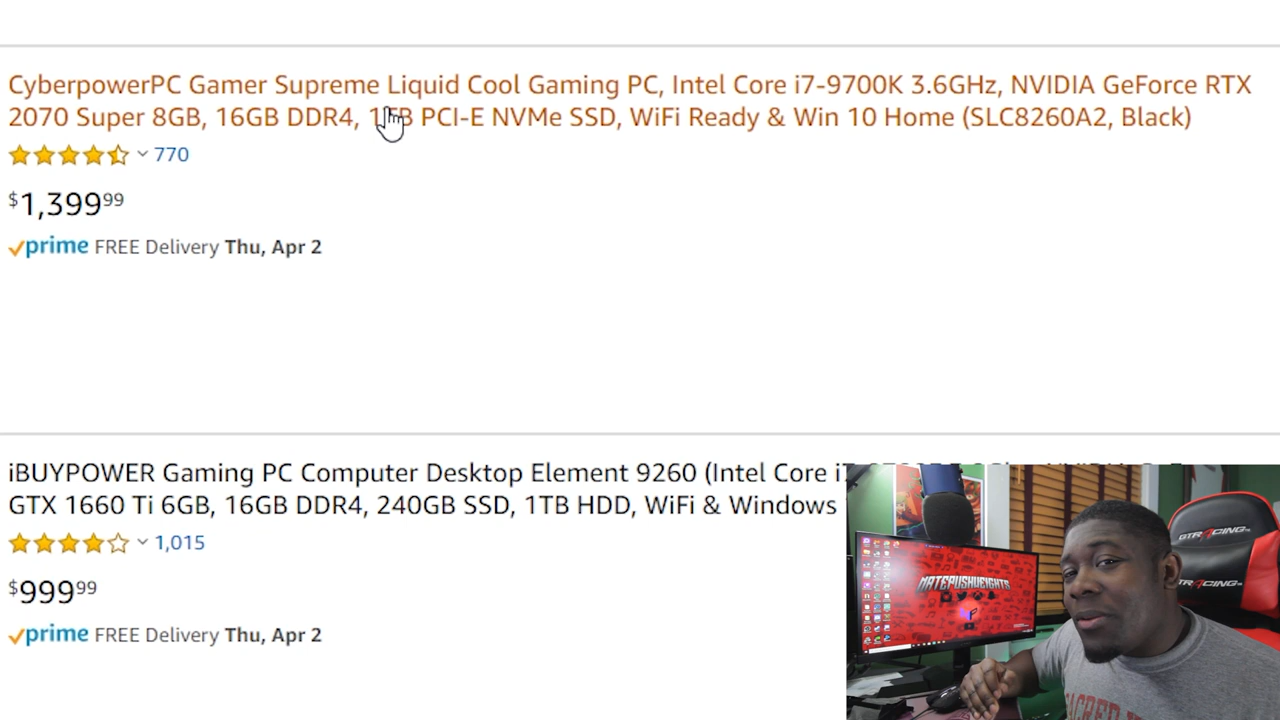 CyberpowerPC Gamer Supreme Liquid Cool Gaming PC, Intel Core i7-9700K 3.6GHz, NVIDIA GeForce RTX
2070 Super 8GB, 16GB DDR4, 1TB PCI-E NVMe SSD, WiFi Ready & Win 10 Home (SLC8260A2, Black)
770
$1,399.99
prime FREE Delivery Thu, Apr 2
iBUYPOWER Gaming PC Computer Desktop Element 9260 (Intel Core
GTX 1660 Ti 6GB, 16GB DDR4, 240GB SSD, 1TB HDD, WiFi & Windows
1,015
$999.99
prime FREE Delivery Thu, Apr 2
GTRACING
GTRACING